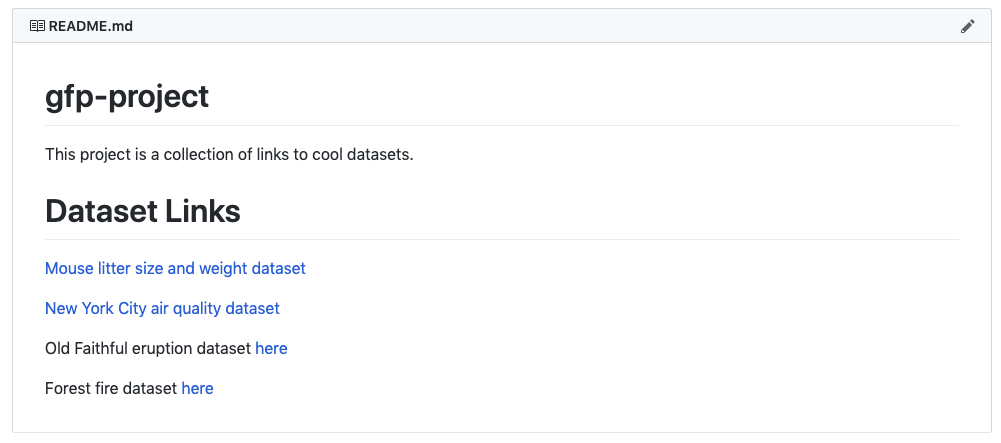 README.md
gfp-project
This project is a collection of links to cool datasets.
Dataset Links
Mouse litter size and weight dataset
New York City air quality dataset
Old Faithful eruption dataset here
Forest fire dataset here